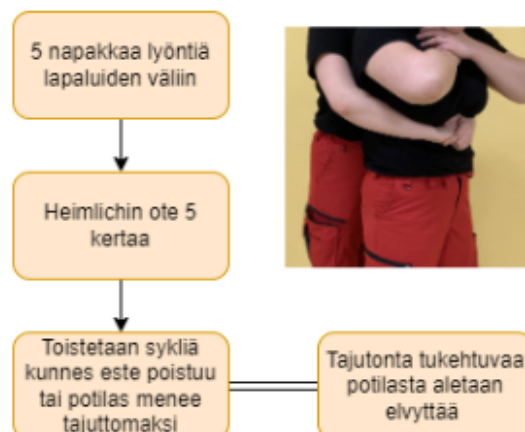 5 napakkaa lyöntiä
lapaluiden väliin
Heimlichin ote 5
kertaa
Toistetaan sykliä
kunnes este poistuu
tai potilas menee
tajuttomaksi
Tajutonta tukehtuvaa
potilasta aletaan
elvyttää